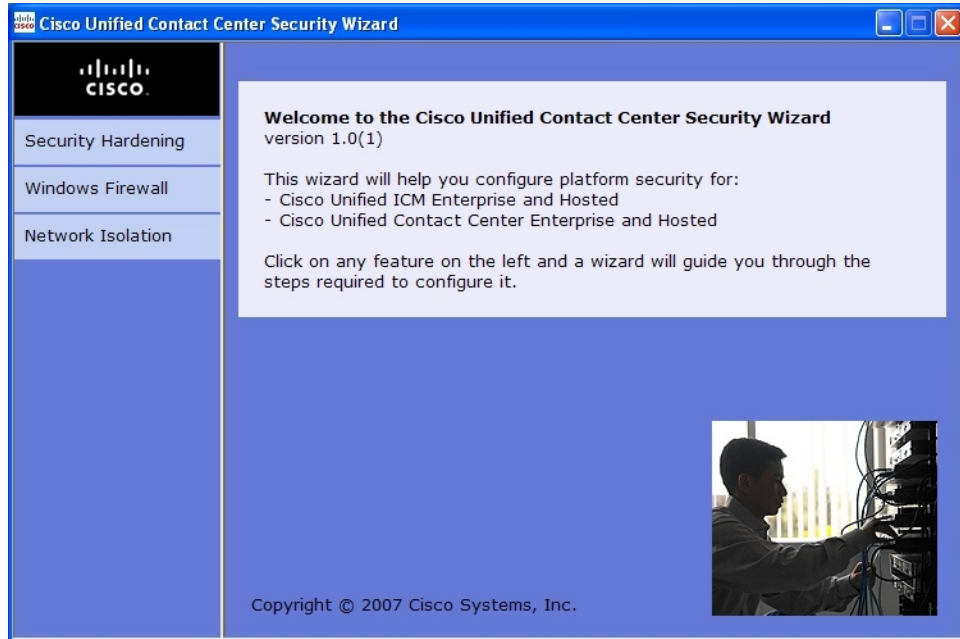 Cisco Unified Contact Center Security Wizard
CISCO
Security Hardening
Windows Firewall
Network Isolation
Welcome to the Cisco Unified Contact Center Security Wizard
version 1.0(1)
This wizard will help you configure platform security for:
- Cisco Unified ICM Enterprise and Hosted
- Cisco Unified Contact Center Enterprise and Hosted
Click on any feature on the left and a wizard will guide you through the
steps required to configure it.
Copyright © 2007 Cisco Systems, Inc.